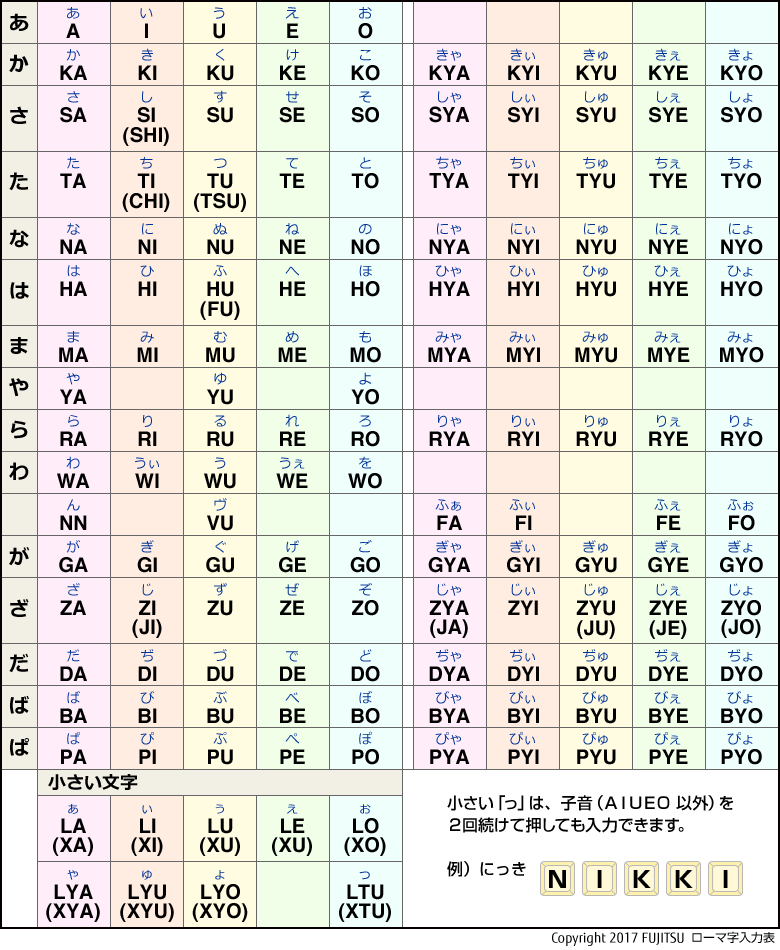 あ あ い う え お
A I U E O
か か き く け こ きゃ きぃ きゅ きぇ きょ
KA KI KU KE KO KYA KYI KYU KYE KYO
さ さ し す せ そ しゃ しぃ しゅ しぇ しょ
SA SI SU SE SO SYA SYI SYU SYE SYO
(SHI)
た た ち つ て と ちゃ ちぃ ちゅ ちぇ ちょ
TA TI TU TE TO TYA TYI TYU TYE TYO
(CHI) (TSU)
な な に ぬ ね の にゃ にぃ にゅ にぇ にょ
NA NI NU NE NO NYA NYI NYU NYE NYO
は は ひ ふ へ ほ ひゃ ひぃ ひゅ ひぇ ひょ
HA HI HU HE HO HYA HYI HYU HYE HYO
(FU)
ま ま み む め も みゃ みぃ みゅ みぇ みょ
MA MI MU ME MO MYA MYI MYU MYE MYO
や や ゆ よ
YA YU YO
ら ら り る れ ろ りゃ りぃ りゅ りぇ りょ
RA RI RU RE RO RYA RYI RYU RYE RYO
わ わ うぃ う うぇ を
WA WI WU WE WO
ん ヴ ふぁ ふぃ ふぇ ふぉ
NN VU FA FI FE FO
が が ぎ ぐ げ ご ぎゃ ぎぃ ぎゅ ぎぇ ぎょ
GA GI GU GE GO GYA GYI GYU GYE GYO
ざ ざ じ ず ぜ ぞ じゃ じぃ じゅ じぇ じょ
ZA ZI ZU ZE ZO ZYA ZYI ZYU ZYE ZYO
(JI) (JA) (JU) (JE) (JO)
だ だ ぢ づ で ど ぢゃ ぢぃ ぢゅ ぢぇ ぢょ
DA DI DU DE DO DYA DYI DYU DYE DYO
ば ば び ぶ べ ぼ びゃ びぃ びゅ びぇ びょ
BA BI BU BE BO BYA BYI BYU BYE BYO
ぱ ぱ ぴ ぷ ぺ ぽ ぴゃ ぴぃ ぴゅ ぴぇ ぴょ
PA PI PU PE PO PYA PYI PYU PYE PYO
小さい文字
ぁ ぃ ぅ ぇ ぉ
LA LI LU LE LO
(XA) (XI) (XU) (XU) (XO)
ゃ ゅ ょ っ
LYA LYU LYO LTU
(XYA) (XYU) (XYO) (XTU)
小さい「っ」は、子音（AIUEO 以外）を
２回続けて押しても入力できます。
例）にっき N I K K I
Copyright 2017 FUJITSU ローマ字入力表